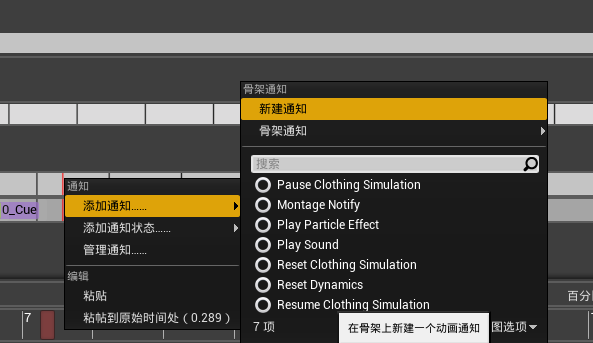 骨架通知
新建通知
骨架通知
搜索
Pause Clothing Simulation
Montage Notify
Play Particle Effect
Play Sound
Reset Clothing Simulation
Reset Dynamics
Resume Clothing Simulation
7 项
图选项
在骨架上新建一个动画通知
通知
添加通知......
添加通知状态......
管理通知......
编辑
粘贴
粘帖到原始时间处（0.289）
0_Cue
百分
7